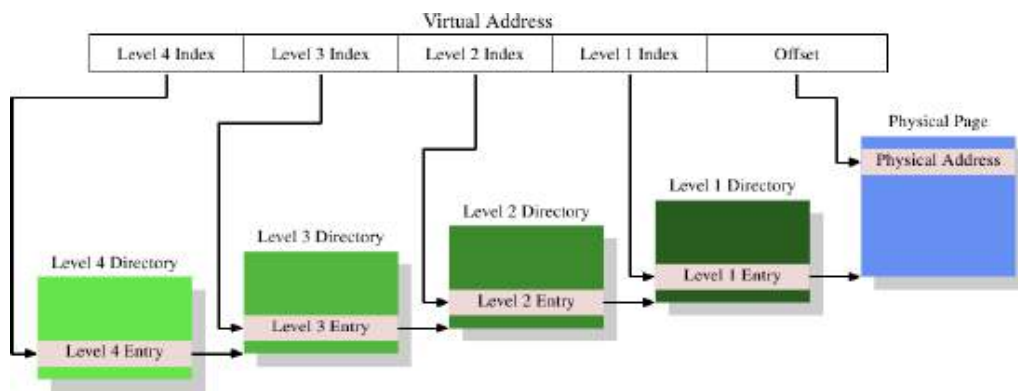 Virtual Address
Level 4 Index
Level 3 Index
Level 2 Index
Level 1 Index
Offset
Physical Page
Physical Address
Level 1 Directory
Level 1 Entry
Level 2 Directory
Level 2 Entry
Level 3 Directory
Level 3 Entry
Level 4 Directory
Level 4 Entry